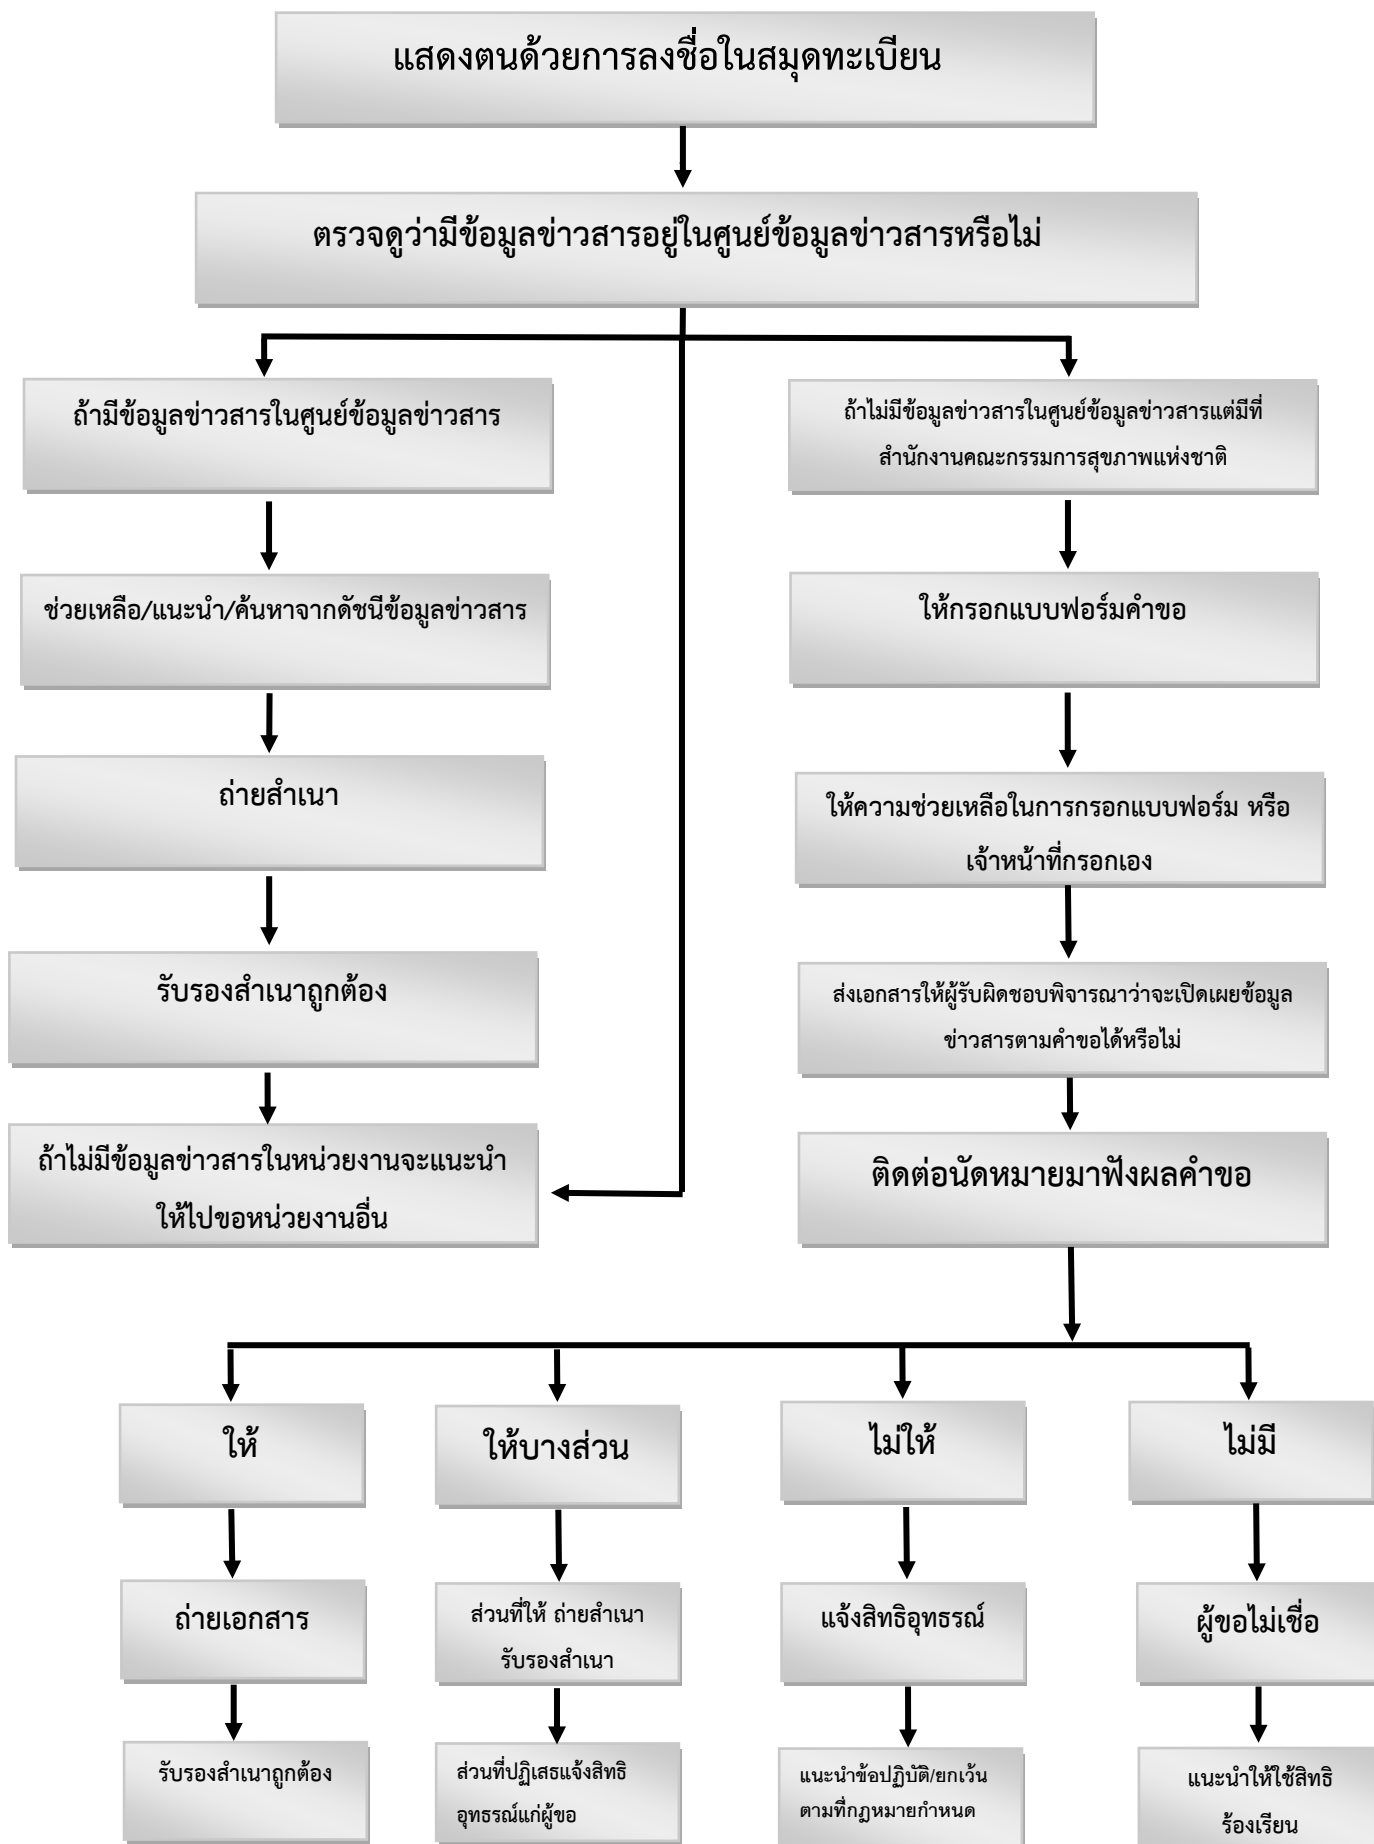 แสดงตนด้วยการลงชื่อในสมุดทะเบียน
ตรวจดูว่ามีข้อมูลข่าวสารอยู่ในศูนย์ข้อมูลข่าวสารหรือไม่
ถ้ามีข้อมูลข่าวสารในศูนย์ข้อมูลข่าวสาร
ช่วยเหลือ/แนะนำ/ค้นหาจากดัชนีข้อมูลข่าวสาร
ถ่ายสำเนา
รับรองสำเนาถูกต้อง
ถ้าไม่มีข้อมูลข่าวสารในหน่วยงานจะแนะนำ
ให้ไปขอหน่วยงานอื่น
ถ้าไม่มีข้อมูลข่าวสารในศูนย์ข้อมูลข่าวสารแต่มีที่
สำนักงานคณะกรรมการสุขภาพแห่งชาติ
ให้กรอกแบบฟอร์มคำขอ
ให้ความช่วยเหลือในการกรอกแบบฟอร์ม หรือ
เจ้าหน้าที่กรอกเอง
ส่งเอกสารให้ผู้รับผิดชอบพิจารณาว่าจะเปิดเผยข้อมูล
ข่าวสารตามคำขอได้หรือไม่
ติดต่อนัดหมายมาฟังผลคำขอ
ให้
ถ่ายเอกสาร
รับรองสำเนาถูกต้อง
ให้บางส่วน
ส่วนที่ให้ ถ่ายสำเนา
รับรองสำเนา
ส่วนที่ปฏิเสธแจ้งสิทธิ
อุทธรณ์แก่ผู้ขอ
ไม่ให้
แจ้งสิทธิอุทธรณ์
แนะนำข้อปฏิบัติ/ยกเว้น
ตามที่กฎหมายกำหนด
ไม่มี
ผู้ขอไม่เชื่อ
แนะนำให้ใช้สิทธิ
ร้องเรียน